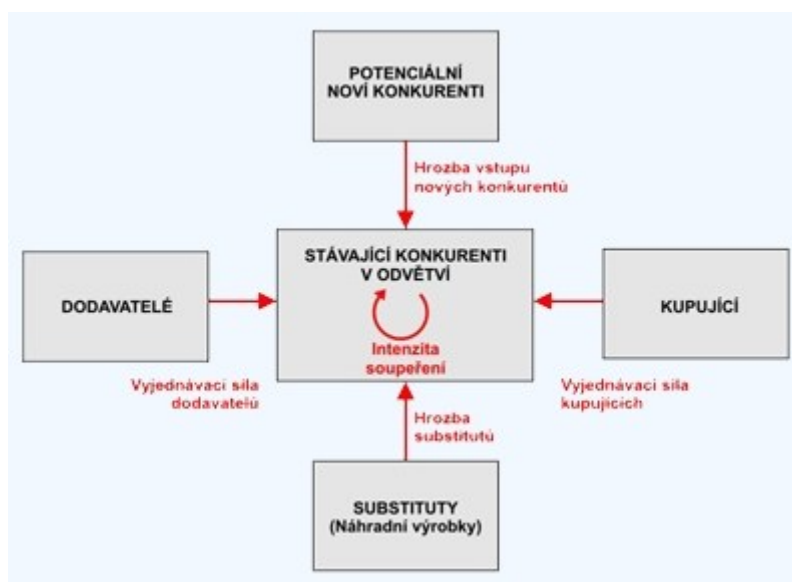 POTENCIÁLNÍ
NOVÍ KONKURENTI
Hrozba vstupu
nových konkurentů
STÁVAJÍCÍ KONKURENTI
V ODVĚTVÍ
DODAVATELÉ
KUPUJÍCÍ
Intenzita
soupeření
Vyjednávací síla
dodavatelů
Vyjednávací síla
kupujících
Hrozba
substitutů
SUBSTITUTY
(Náhradní výrobky)